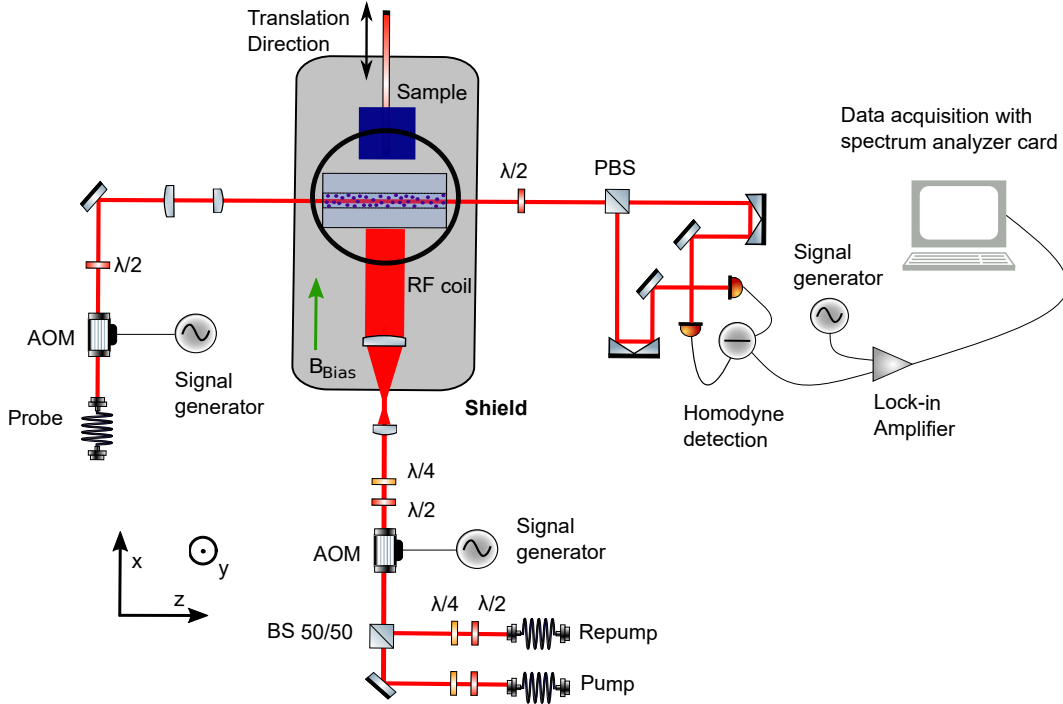 Translation
Direction
Sample
Data acquisition with
spectrum analyzer card
λ/2
PBS
λ/2
RF coil
Signal
generator
AOM
B_Bias
Signal
generator
Shield
Probe
Homodyne
detection
Lock-in
Amplifier
λ/4
λ/2
Signal
generator
AOM
x
y
z
λ/4
λ/2
BS 50/50
Repump
Pump